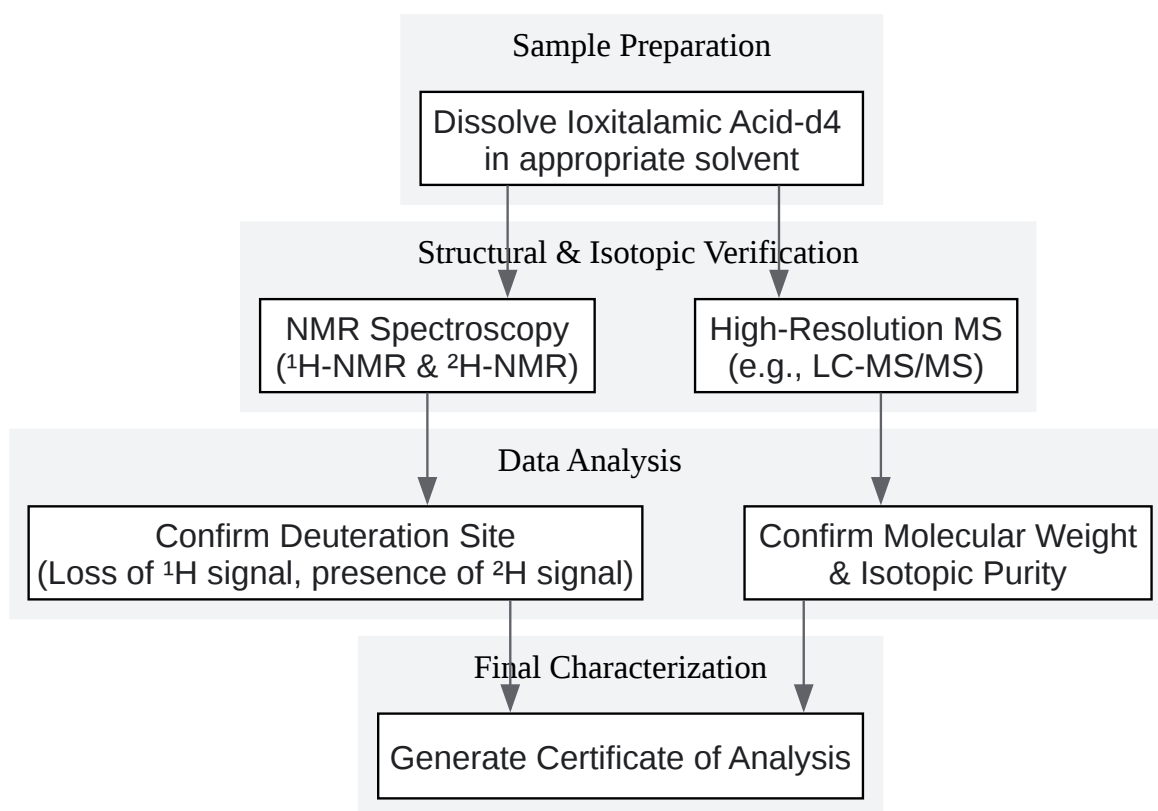 Sample Preparation
Dissolve Ioxitalamic Acid-d4
in appropriate solvent
Structural & Isotopic Verification
NMR Spectroscopy
(¹H-NMR & ²H-NMR)
High-Resolution MS
(e.g., LC-MS/MS)
Data Analysis
Confirm Deuteration Site
(Loss of ¹H signal, presence of ²H signal)
Confirm Molecular Weight
& Isotopic Purity
Final Characterization
Generate Certificate of Analysis